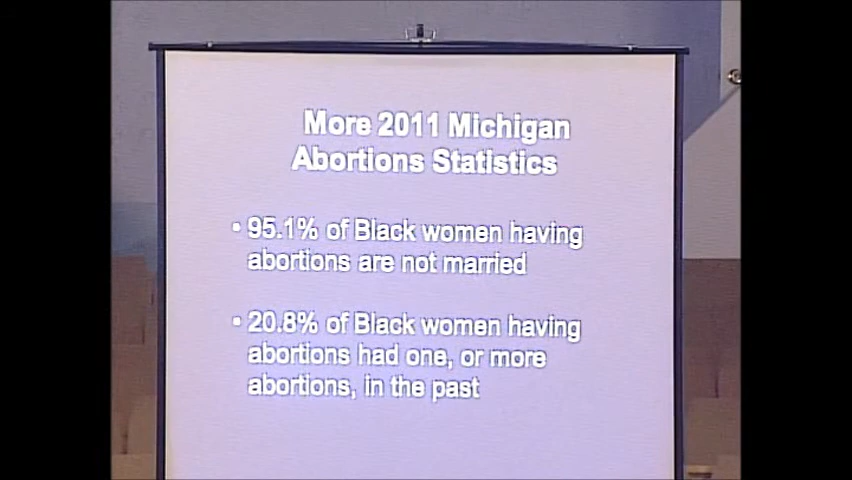 More 2011 Michigan
Abortions Statistics
• 95.1% of Black women having
abortions are not married
• 20.8% of Black women having
abortions had one, or more
abortions, in the past